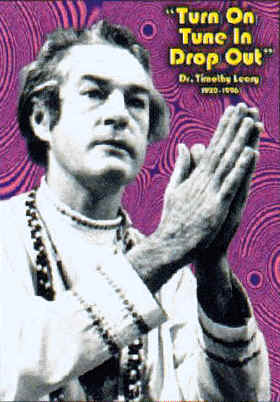 “Turn On
Tune In
Drop Out”
Dr. Timothy Leary
1920-1996